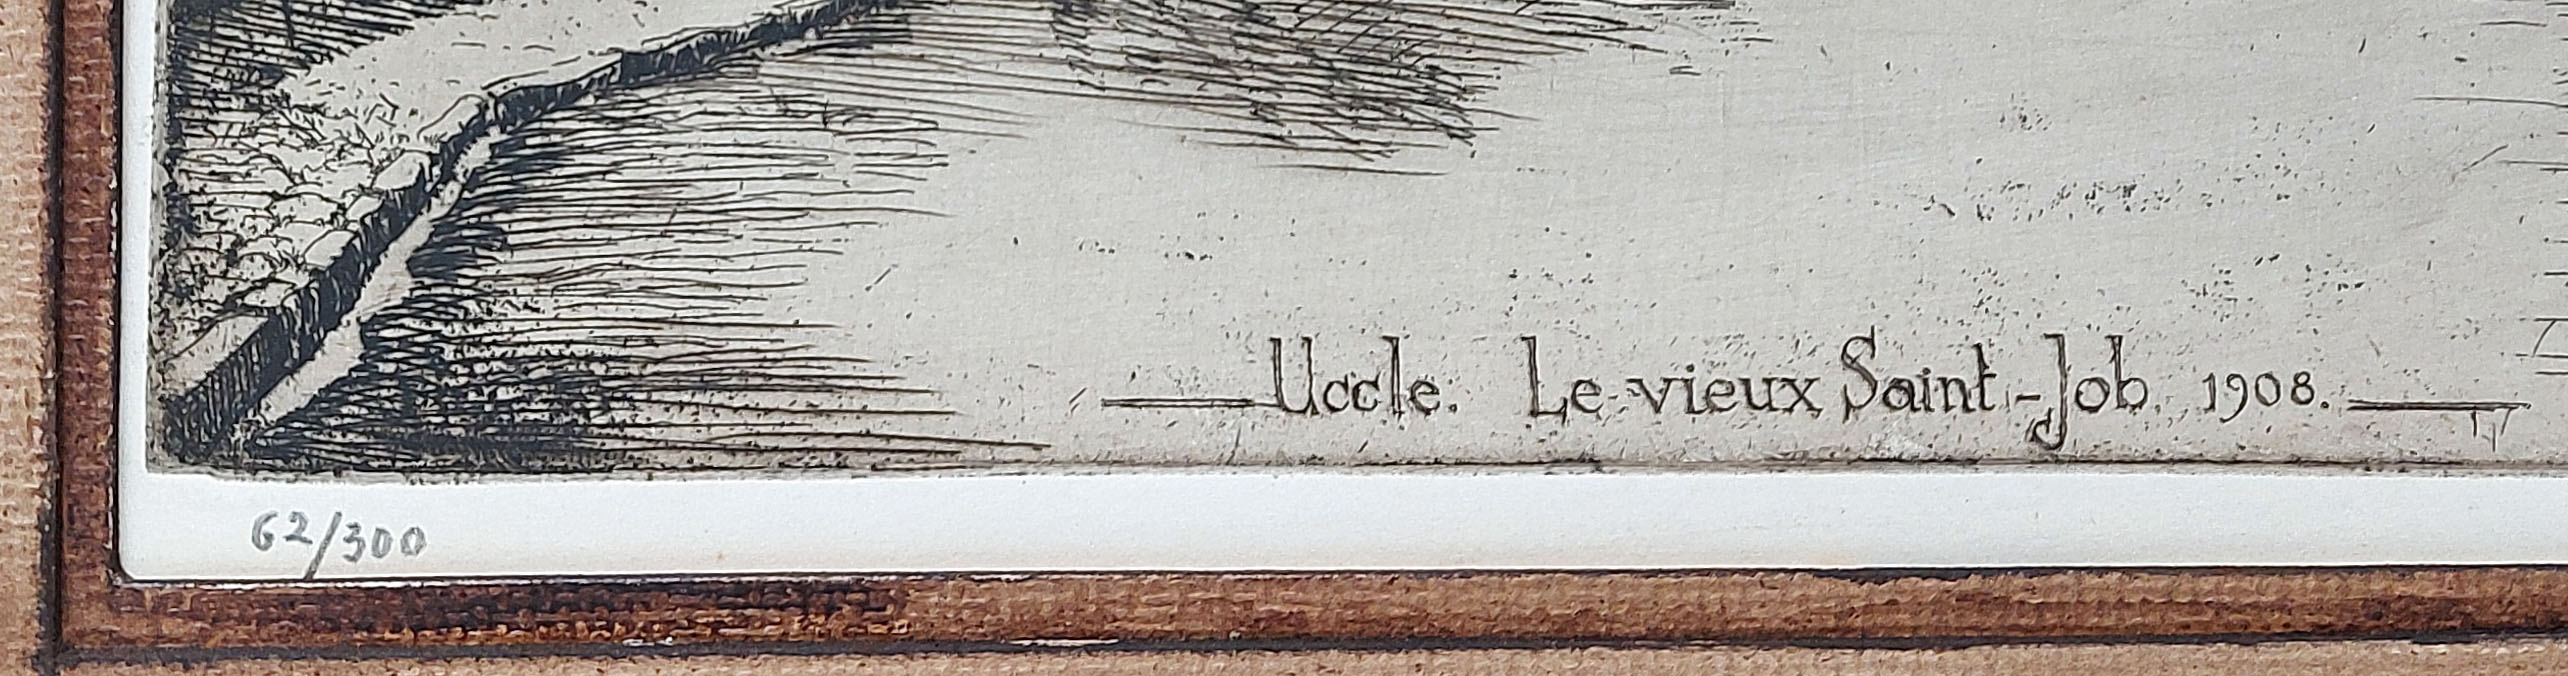 Uccle. Le vieux Saint-Job. 1908.
62/300